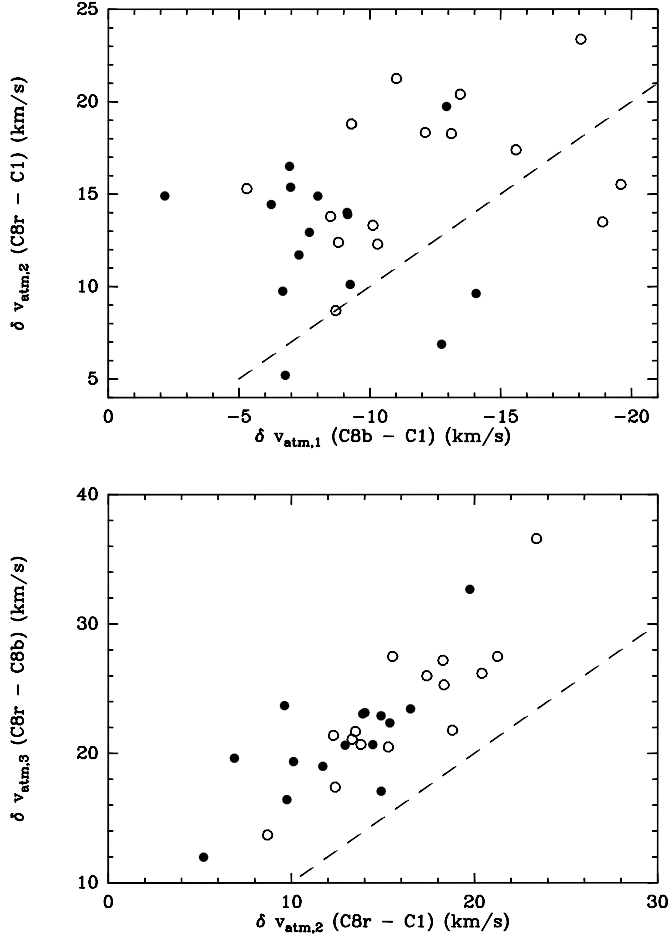 25
20
15
10
5
δ v_atm,2 (C8r − C1) (km/s)
0 −5 −10 −15 −20
δ v_atm,1 (C8b − C1) (km/s)
40
30
20
10
δ v_atm,3 (C8r − C8b) (km/s)
0 10 20 30
δ v_atm,2 (C8r − C1) (km/s)